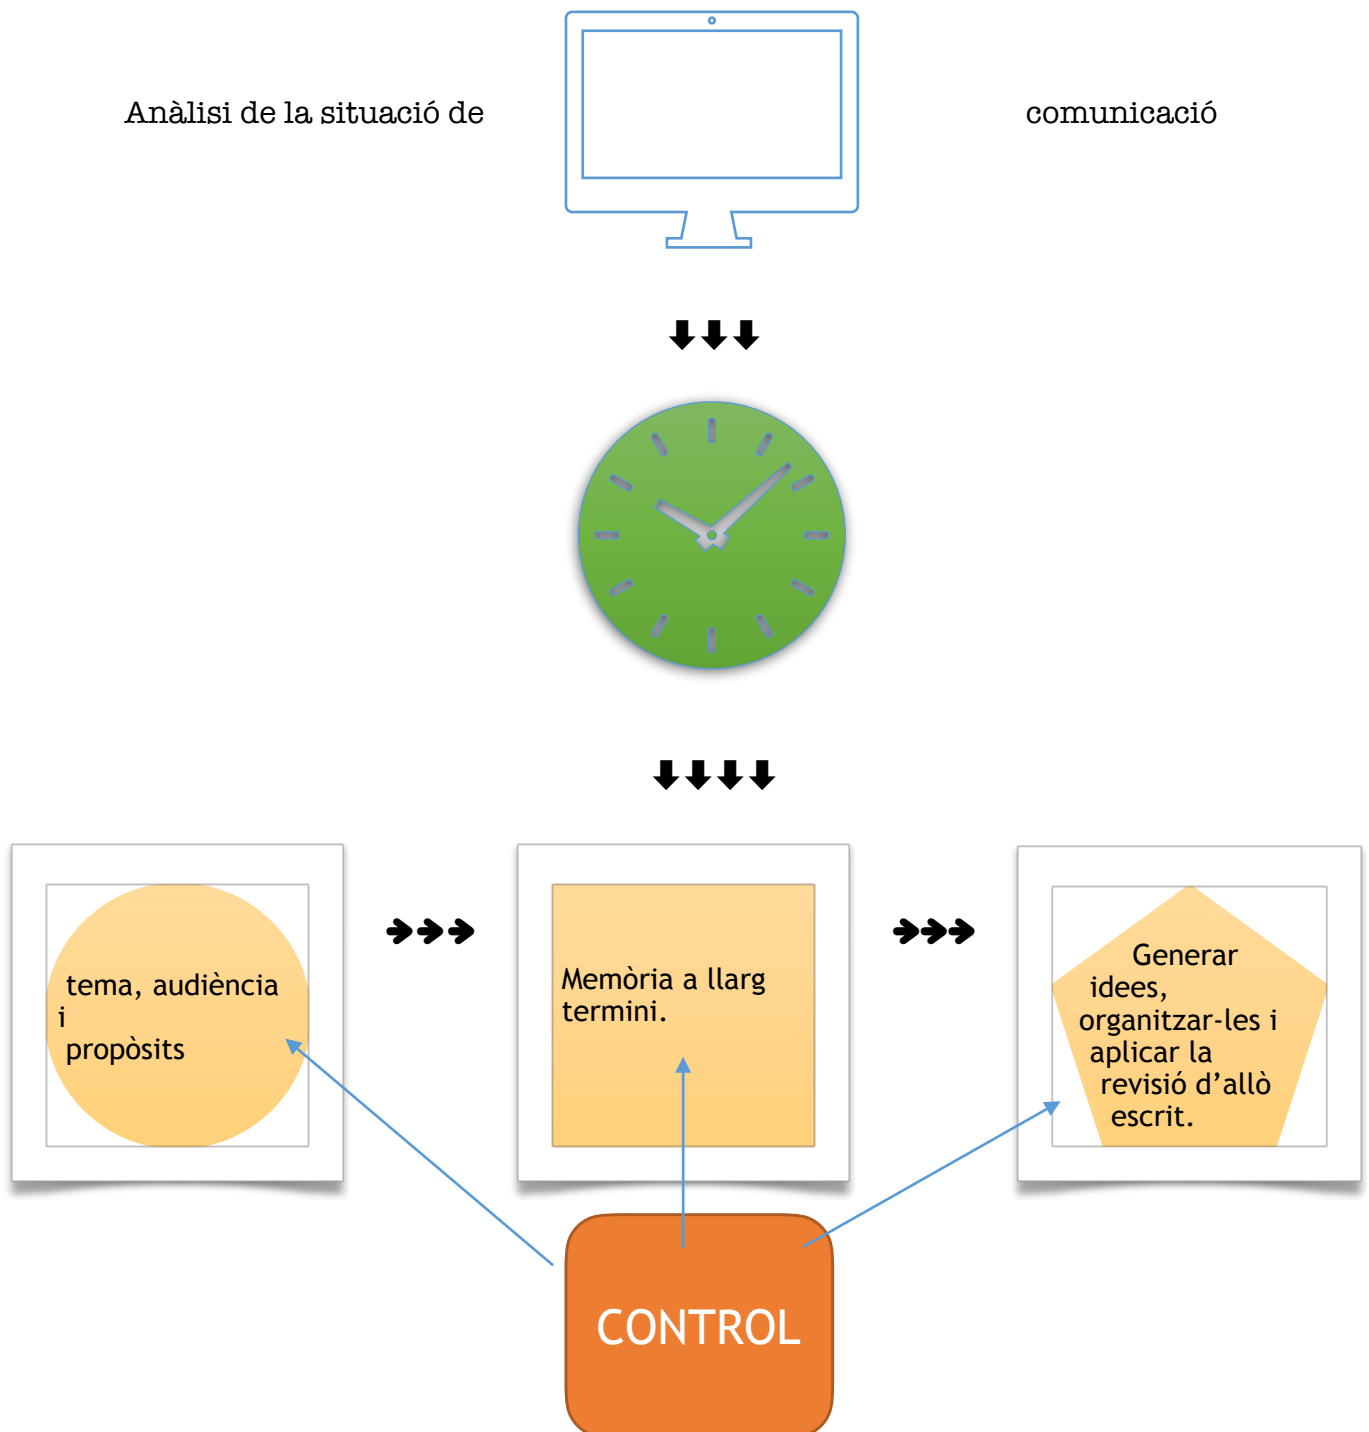 Anàlisi de la situació de comunicació
tema, audiència
i
propòsits
Memòria a llarg
termini.
Generar
idees,
organitzar-les i
aplicar la
revisió d’allò
escrit.
CONTROL